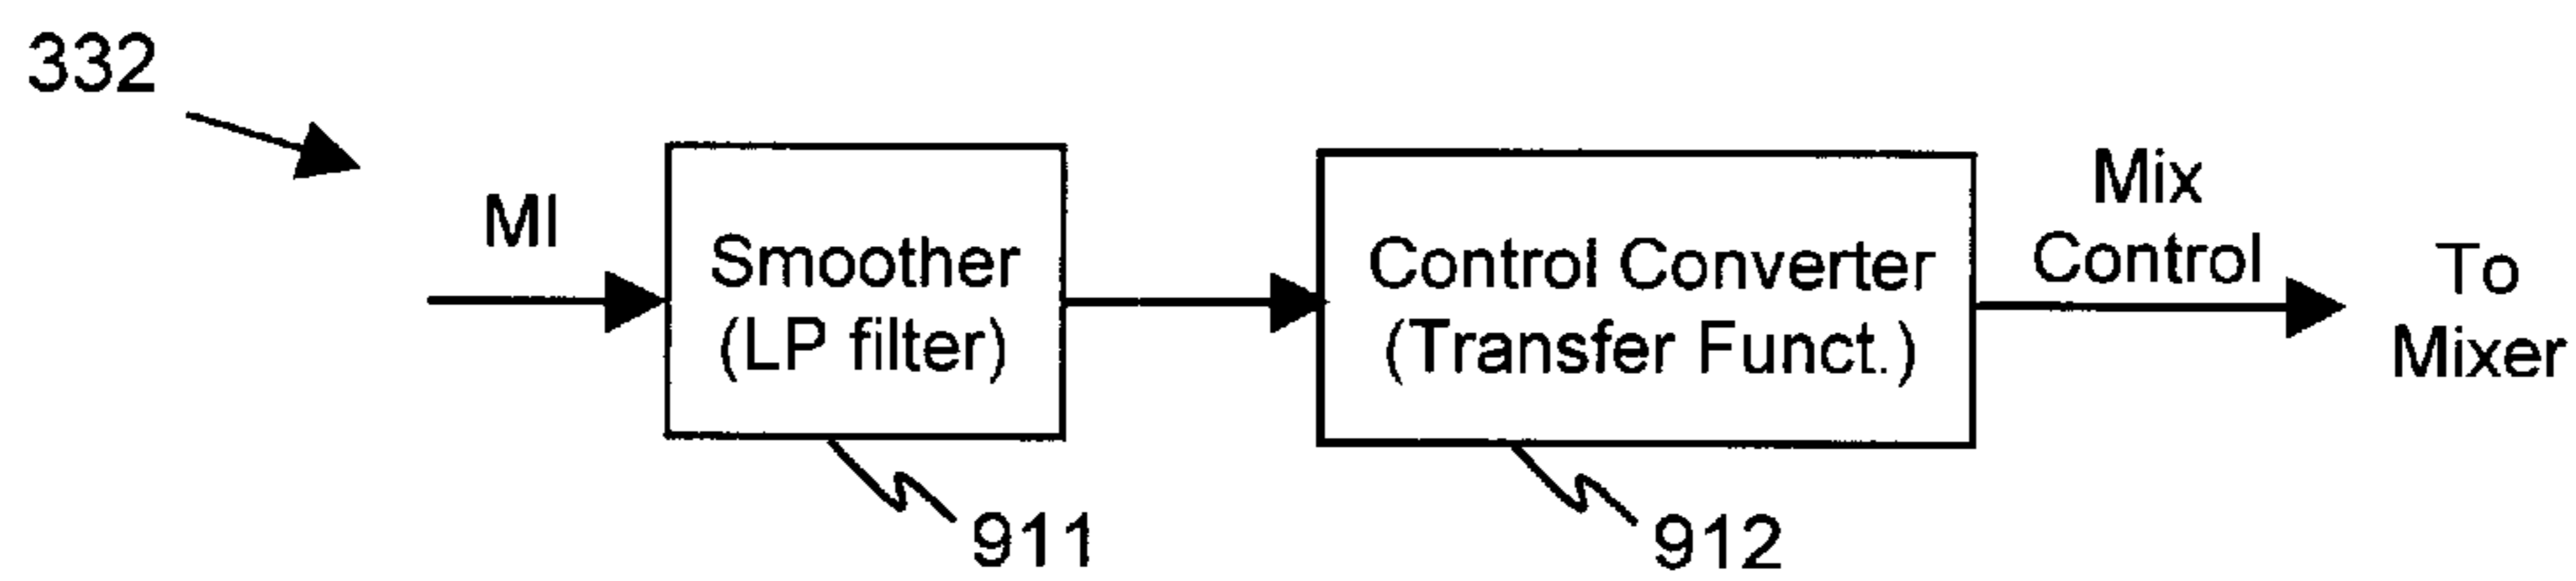 332
MI
Smoother
(LP filter)
911
Control Converter
(Transfer Funct.)
912
Mix
Control
To
Mixer